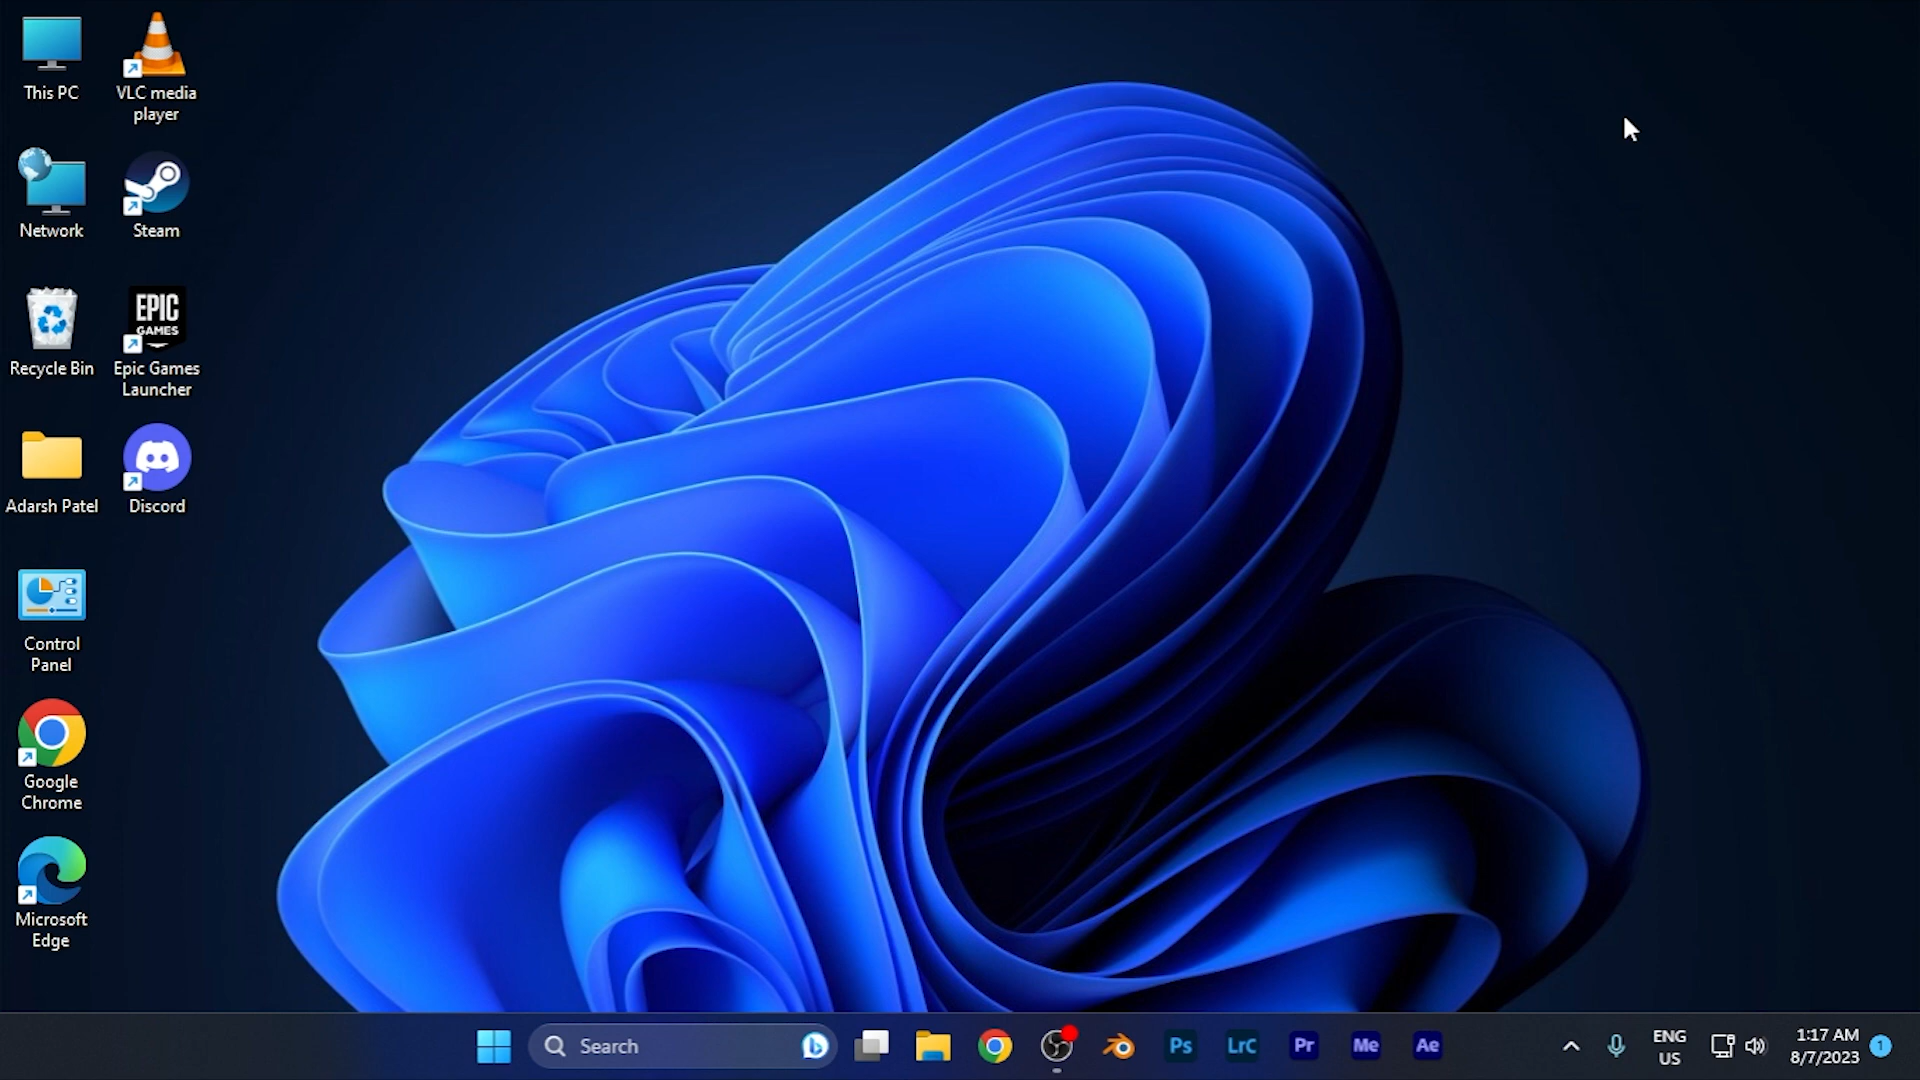 This PC
VLC media
player
Network
Steam
Recycle Bin
EPIC
GAMES
Epic Games
Launcher
Adarsh Patel
Discord
Control
Panel
Google
Chrome
Microsoft
Edge
Search
Ps
LrC
Pr
Me
Ae
ENG
US
1:17 AM
8/7/2023
1